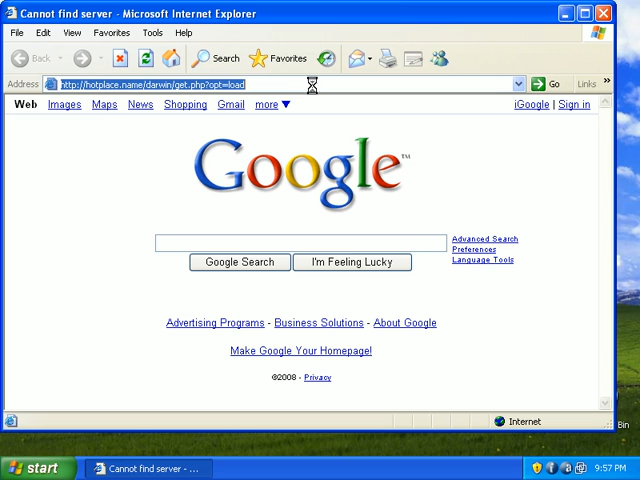 Cannot find server - Microsoft Internet Explorer
File Edit View Favorites Tools Help
Back Search Favorites
Address http://hotplace.name/darwin/get.php?opt=load Go Links »
Web Images Maps News Shopping Gmail more ▼ iGoogle | Sign in
Google™
Advanced Search
Preferences
Language Tools
Google Search I'm Feeling Lucky
Advertising Programs - Business Solutions - About Google
Make Google Your Homepage!
©2008 - Privacy
Internet
Bin
start Cannot find server - ... 9:57 PM